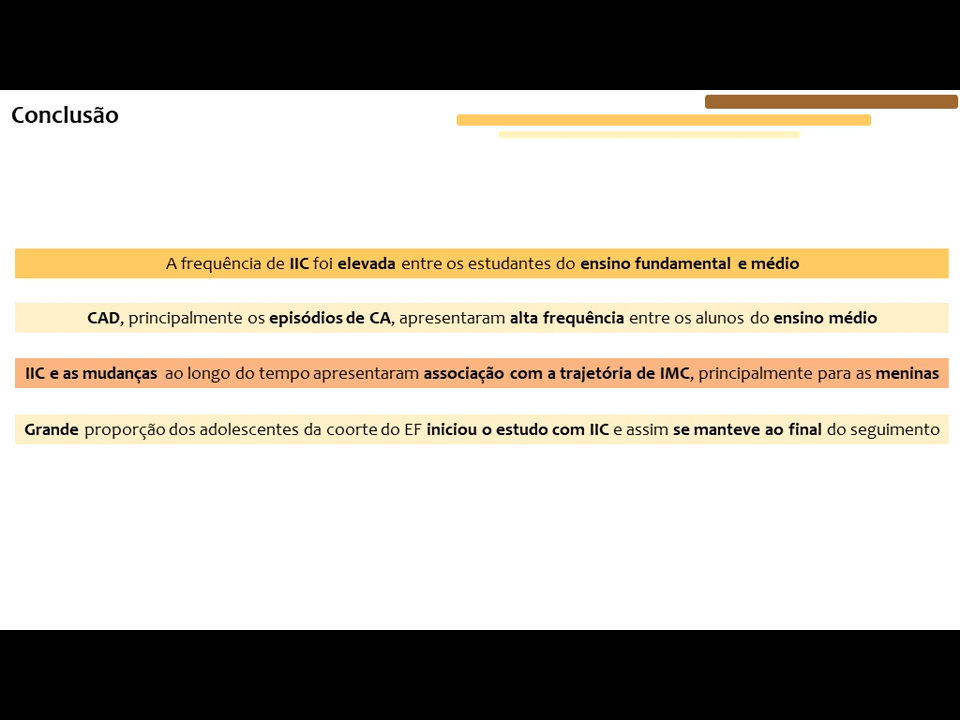 Conclusão
A frequência de IIC foi elevada entre os estudantes do ensino fundamental e médio
CAD, principalmente os episódios de CA, apresentaram alta frequência entre os alunos do ensino médio
IIC e as mudanças ao longo do tempo apresentaram associação com a trajetória de IMC, principalmente para as meninas
Grande proporção dos adolescentes da coorte do EF iniciou o estudo com IIC e assim se manteve ao final do seguimento